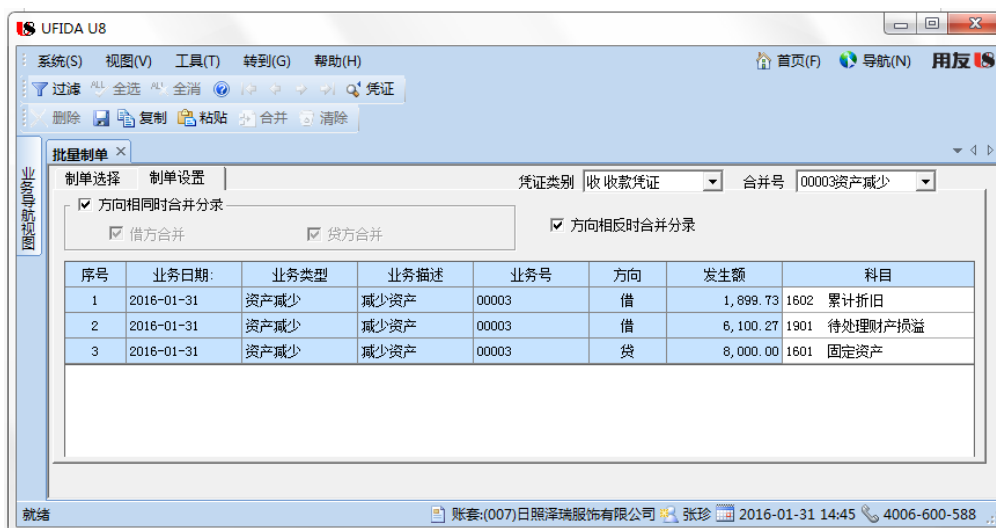 UFIDA U8
系统(S) 视图(V) 工具(T) 转到(G) 帮助(H) 首页(F) 导航(N) 用友
过滤 ALL 全选 ALL 全消 凭证
删除 复制 粘贴 合并 清除
批量制单
业务导航视图
制单选择 制单设置 凭证类别 收 收款凭证 合并号 00003资产减少
方向相同时合并分录
方向相反时合并分录
借方合并 贷方合并
序号 业务日期: 业务类型 业务描述 业务号 方向 发生额 科目
1 2016-01-31 资产减少 减少资产 00003 借 1,899.73 1602 累计折旧
2 2016-01-31 资产减少 减少资产 00003 借 6,100.27 1901 待处理财产损溢
3 2016-01-31 资产减少 减少资产 00003 贷 8,000.00 1601 固定资产
就绪 账套:(007)日照泽瑞服饰有限公司 张珍 2016-01-31 14:45 4006-600-588